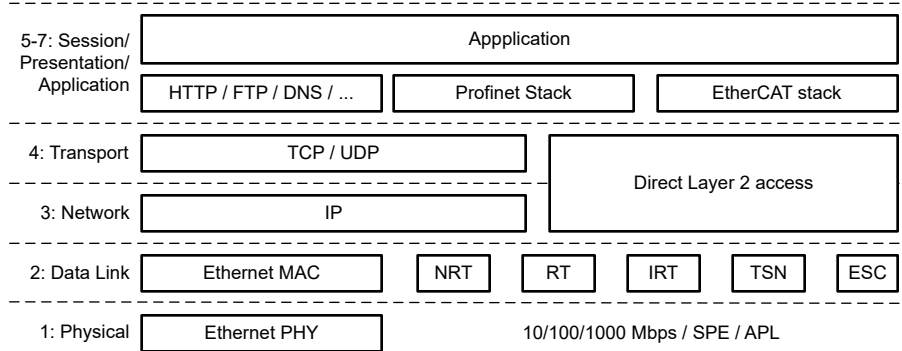 5-7: Session/
Presentation/
Application
Appplication
HTTP / FTP / DNS / ...
Profinet Stack
EtherCAT stack
4: Transport
TCP / UDP
Direct Layer 2 access
3: Network
IP
2: Data Link
Ethernet MAC
NRT
RT
IRT
TSN
ESC
1: Physical
Ethernet PHY
10/100/1000 Mbps / SPE / APL